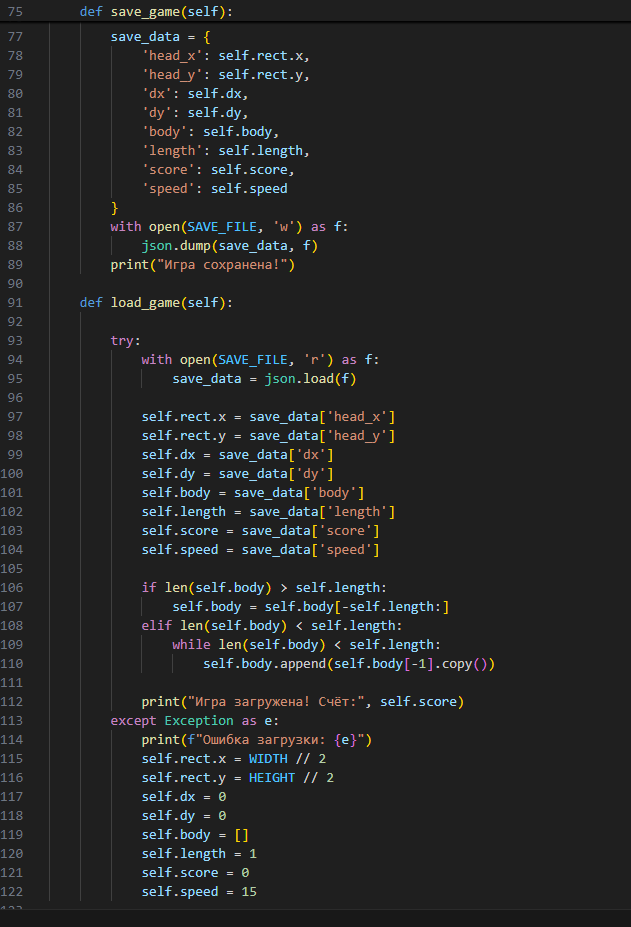 75 def save_game(self):
77 save_data = {
78 'head_x': self.rect.x,
79 'head_y': self.rect.y,
80 'dx': self.dx,
81 'dy': self.dy,
82 'body': self.body,
83 'length': self.length,
84 'score': self.score,
85 'speed': self.speed
86 }
87 with open(SAVE_FILE, 'w') as f:
88 json.dump(save_data, f)
89 print("Игра сохранена!")
90
91 def load_game(self):
92
93 try:
94 with open(SAVE_FILE, 'r') as f:
95 save_data = json.load(f)
96
97 self.rect.x = save_data['head_x']
98 self.rect.y = save_data['head_y']
99 self.dx = save_data['dx']
100 self.dy = save_data['dy']
101 self.body = save_data['body']
102 self.length = save_data['length']
103 self.score = save_data['score']
104 self.speed = save_data['speed']
105
106 if len(self.body) > self.length:
107 self.body = self.body[-self.length:]
108 elif len(self.body) < self.length:
109 while len(self.body) < self.length:
110 self.body.append(self.body[-1].copy())
111
112 print("Игра загружена! Счёт:", self.score)
113 except Exception as e:
114 print(f"Ошибка загрузки: {e}")
115 self.rect.x = WIDTH // 2
116 self.rect.y = HEIGHT // 2
117 self.dx = 0
118 self.dy = 0
119 self.body = []
120 self.length = 1
121 self.score = 0
122 self.speed = 15